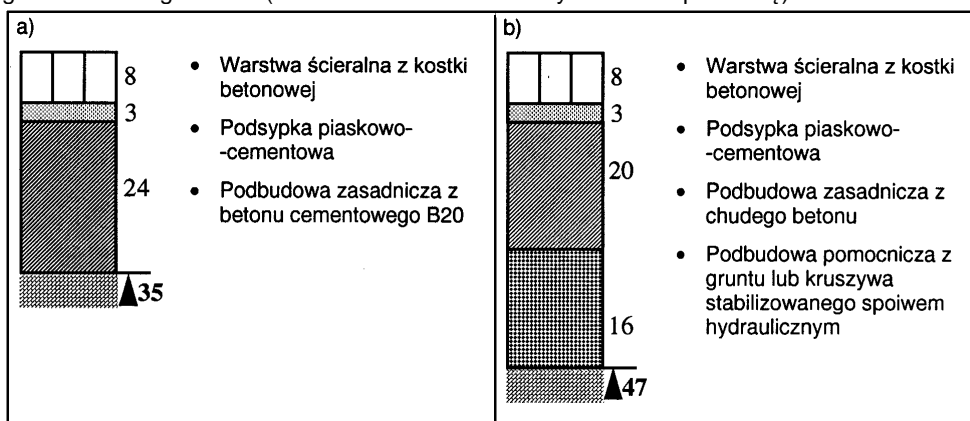 a)
8
3
24
35
• Warstwa ścieralna z kostki
betonowej
• Podsypka piaskowo-
-cementowa
• Podbudowa zasadnicza z
betonu cementowego B20
b)
8
3
20
16
47
• Warstwa ścieralna z kostki
betonowej
• Podsypka piaskowo-
-cementowa
• Podbudowa zasadnicza z
chudego betonu
• Podbudowa pomocnicza z
gruntu lub kruszywa
stabilizowanego spoiwem
hydraulicznym